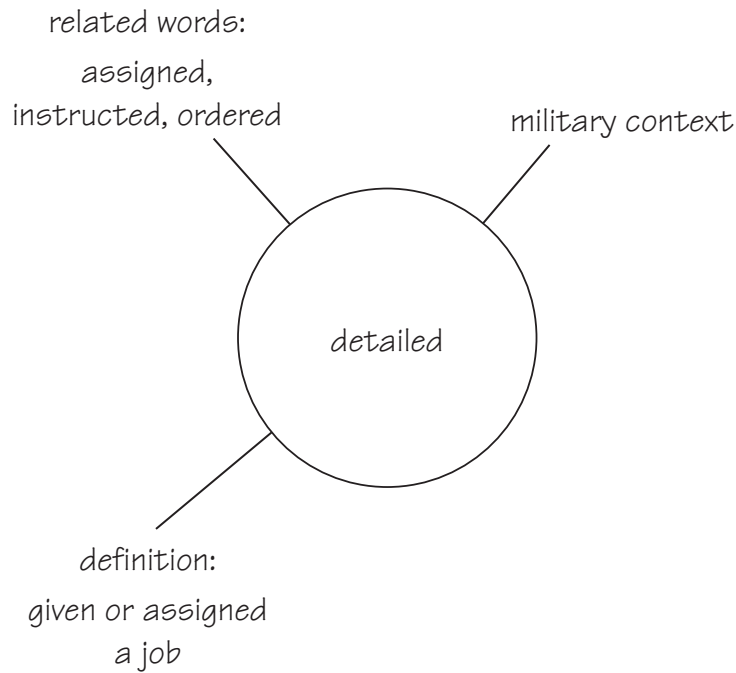 related words:
assigned,
instructed, ordered
military context
detailed
definition:
given or assigned
a job